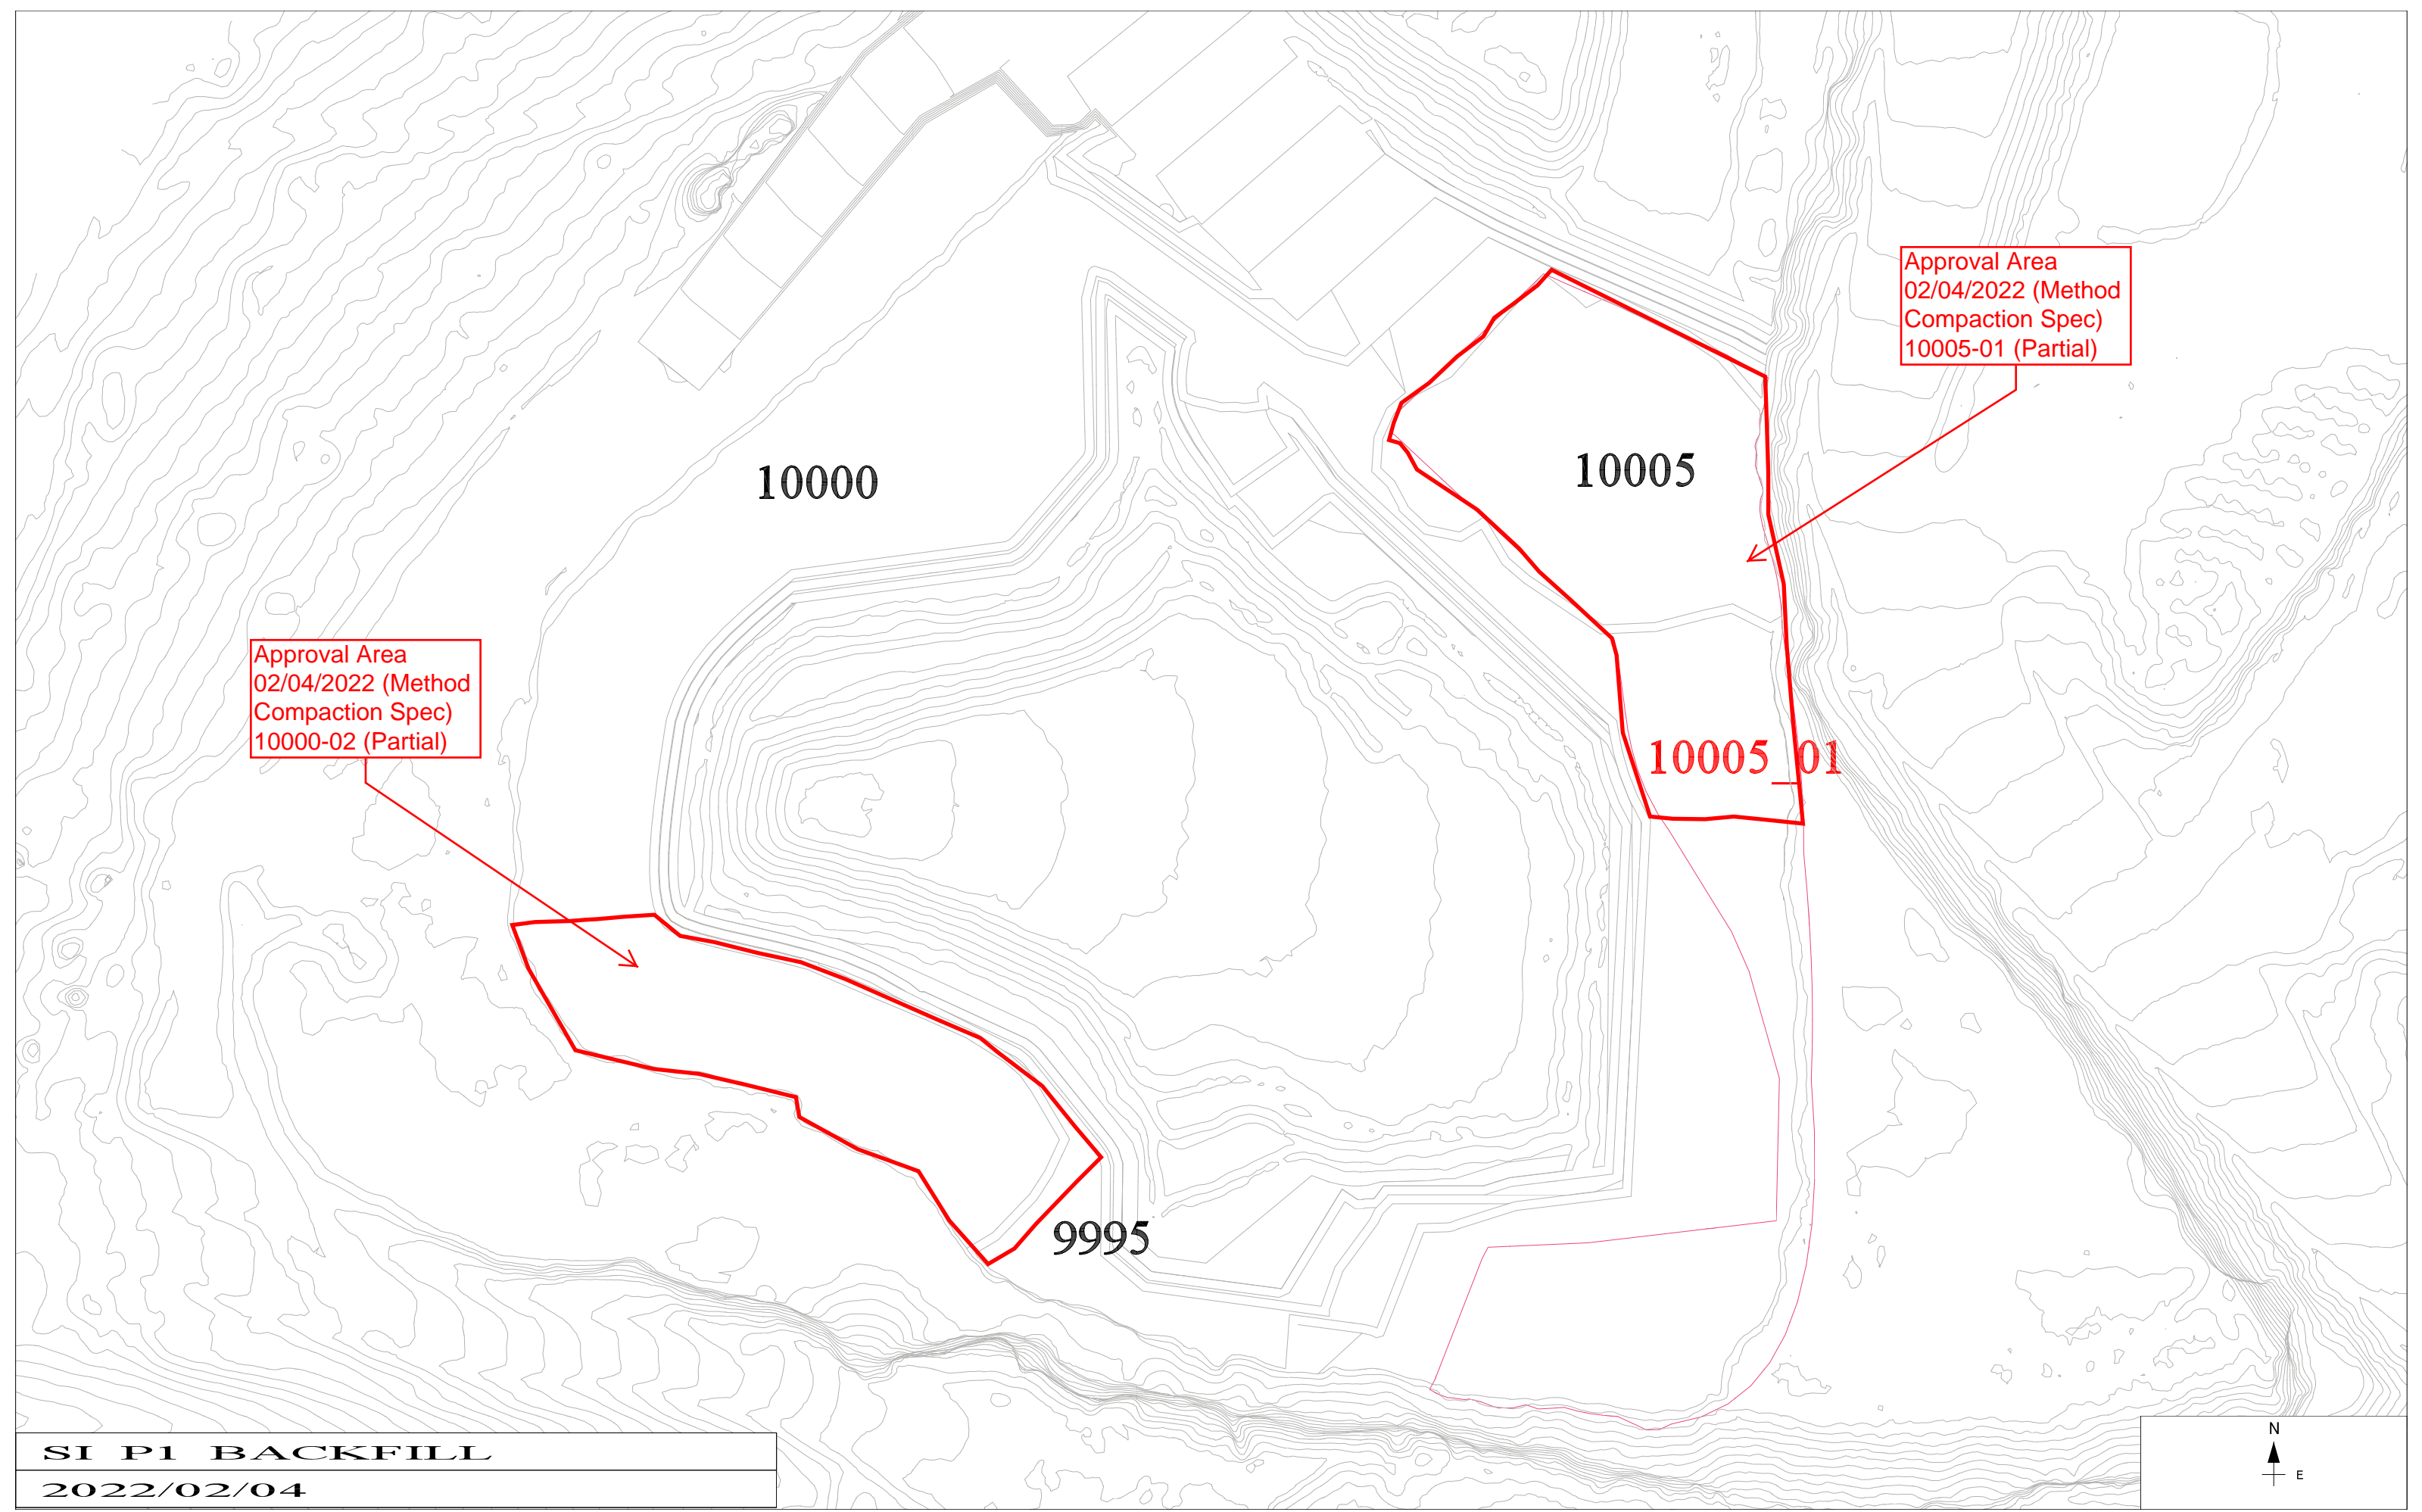 Approval Area
02/04/2022 (Method
Compaction Spec)
10005-01 (Partial)
10000
10005
Approval Area
02/04/2022 (Method
Compaction Spec)
10000-02 (Partial)
10005_01
9995
SI P1 BACKFILL
2022/02/04
N
E